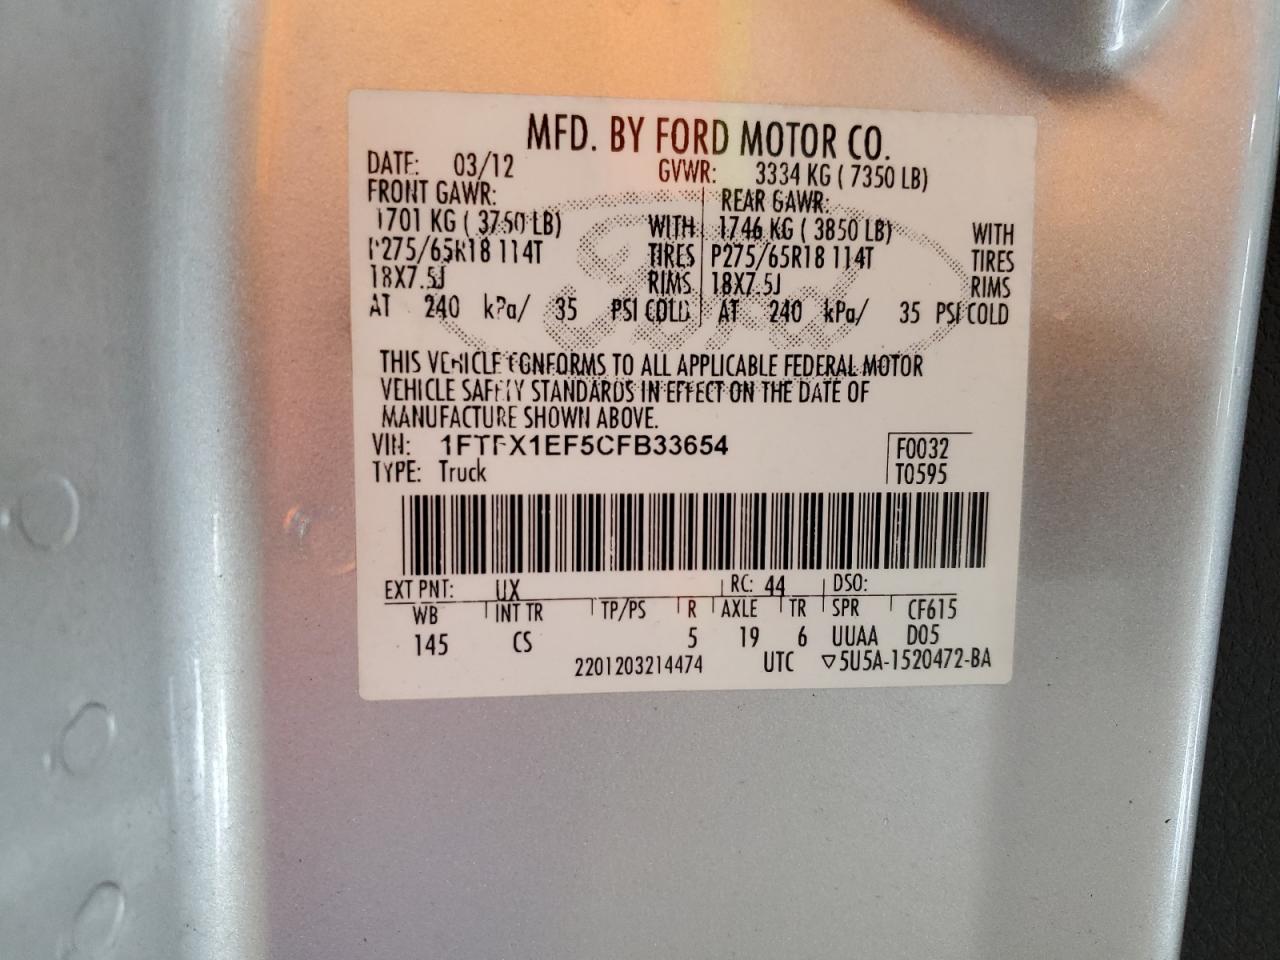 MFD. BY FORD MOTOR CO.
DATE: 03/12 GVWR: 3334 KG ( 7350 LB)
FRONT GAWR: REAR GAWR:
1701 KG ( 3750 LB) WITH 1746 KG ( 3850 LB) WITH
P275/65R18 114T TIRES P275/65R18 114T TIRES
18X7.5J RIMS 18X7.5J RIMS
AT 240 kPa/ 35 PSI COLD AT 240 kPa/ 35 PSI COLD
THIS VEHICLE CONFORMS TO ALL APPLICABLE FEDERAL MOTOR
VEHICLE SAFETY STANDARDS IN EFFECT ON THE DATE OF
MANUFACTURE SHOWN ABOVE.
VIN: 1FTFX1EF5CFB33654 F0032
TYPE: Truck T0595
EXT PNT: UX RC: 44 DSO:
WB INT TR TP/PS R AXLE TR SPR CF615
145 CS 5 19 6 UUAA D05
2201203214474 UTC ▽5U5A-1520472-BA